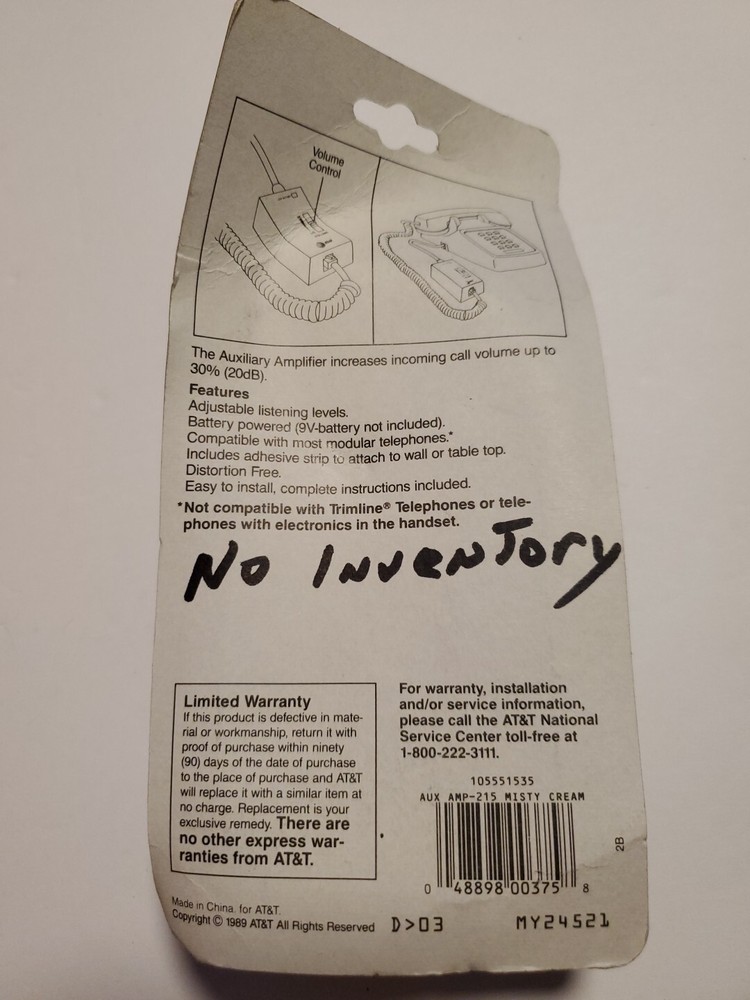 Volume
Control
The Auxiliary Amplifier increases incoming call volume up to
30% (20dB).
Features
Adjustable listening levels.
Battery powered (9V-battery not included).
Compatible with most modular telephones.*
Includes adhesive strip to attach to wall or table top.
Distortion Free.
Easy to install, complete instructions included.
*Not compatible with Trimline® Telephones or tele-
phones with electronics in the handset.
No Inventory
Limited Warranty
If this product is defective in mate-
rial or workmanship, return it with
proof of purchase within ninety
(90) days of the date of purchase
to the place of purchase and AT&T
will replace it with a similar item at
no charge. Replacement is your
exclusive remedy. There are
no other express war-
ranties from AT&T.
For warranty, installation
and/or service information,
please call the AT&T National
Service Center toll-free at
1-800-222-3111.
105551535
AUX AMP-215 MISTY CREAM
0 48898 00375 8
2B
Made in China. for AT&T.
Copyright © 1989 AT&T All Rights Reserved
D>03
MY24521